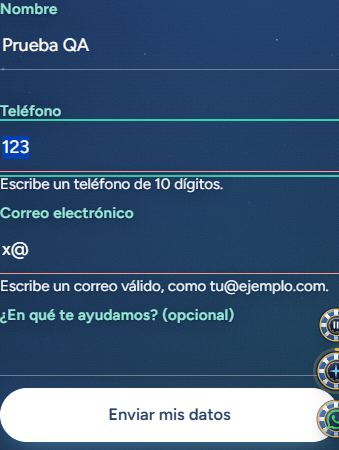 Nombre
Prueba QA
Teléfono
123
Escribe un teléfono de 10 dígitos.
Correo electrónico
x@
Escribe un correo válido, como tu@ejemplo.com.
¿En qué te ayudamos? (opcional)
Enviar mis datos